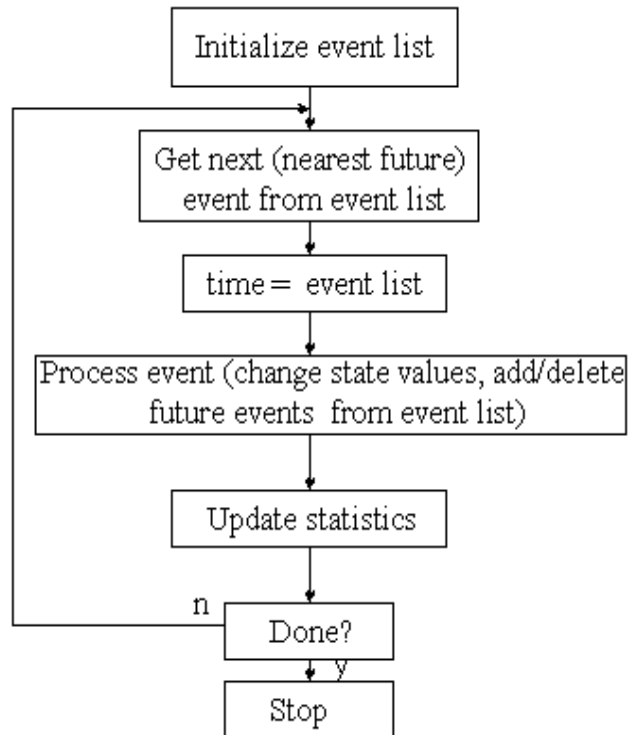 Initialize event list
Get next (nearest future)
event from event list
time = event list
Process event (change state values, add/delete
future events from event list)
Update statistics
n
Done?
y
Stop